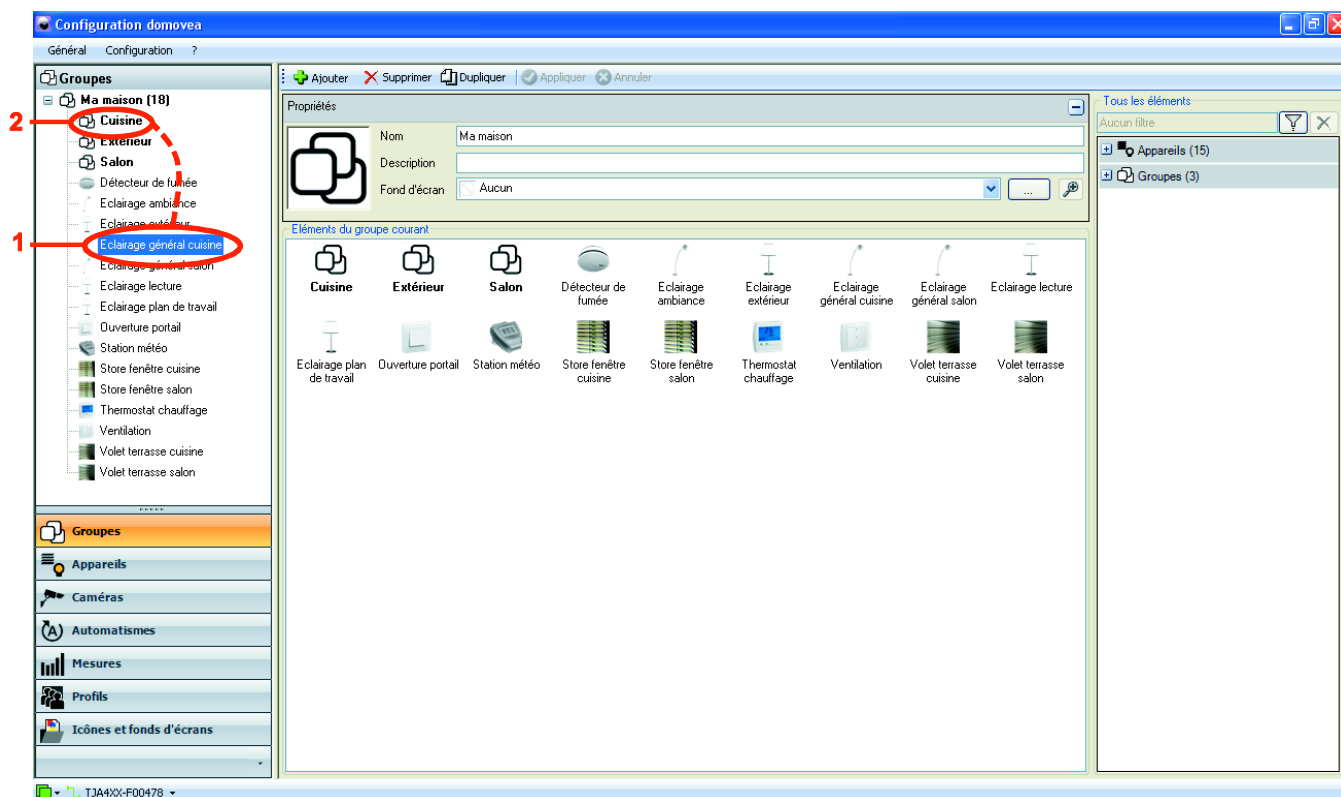 Configuration domovea
Général Configuration ?
Groupes
Ma maison (18)
2
Cuisine
Extérieur
Salon
Détecteur de fumée
Eclairage ambiance
Eclairage extérieur
1
Eclairage général cuisine
Eclairage général salon
Eclairage lecture
Eclairage plan de travail
Ouverture portail
Station météo
Store fenêtre cuisine
Store fenêtre salon
Thermostat chauffage
Ventilation
Volet terrasse cuisine
Volet terrasse salon
Groupes
Appareils
Caméras
Automatismes
Mesures
Profils
Icônes et fonds d'écrans
Ajouter Supprimer Dupliquer Appliquer Annuler
Propriétés
Nom Ma maison
Description
Fond d'écran Aucun ...
Eléments du groupe courant
Cuisine
Extérieur
Salon
Détecteur de
fumée
Eclairage
ambiance
Eclairage
extérieur
Eclairage
général cuisine
Eclairage
général salon
Eclairage lecture
Eclairage plan
de travail
Ouverture portail
Station météo
Store fenêtre
cuisine
Store fenêtre
salon
Thermostat
chauffage
Ventilation
Volet terrasse
cuisine
Volet terrasse
salon
Tous les éléments
Aucun filtre
Appareils (15)
Groupes (3)
TJA4XX-F00478